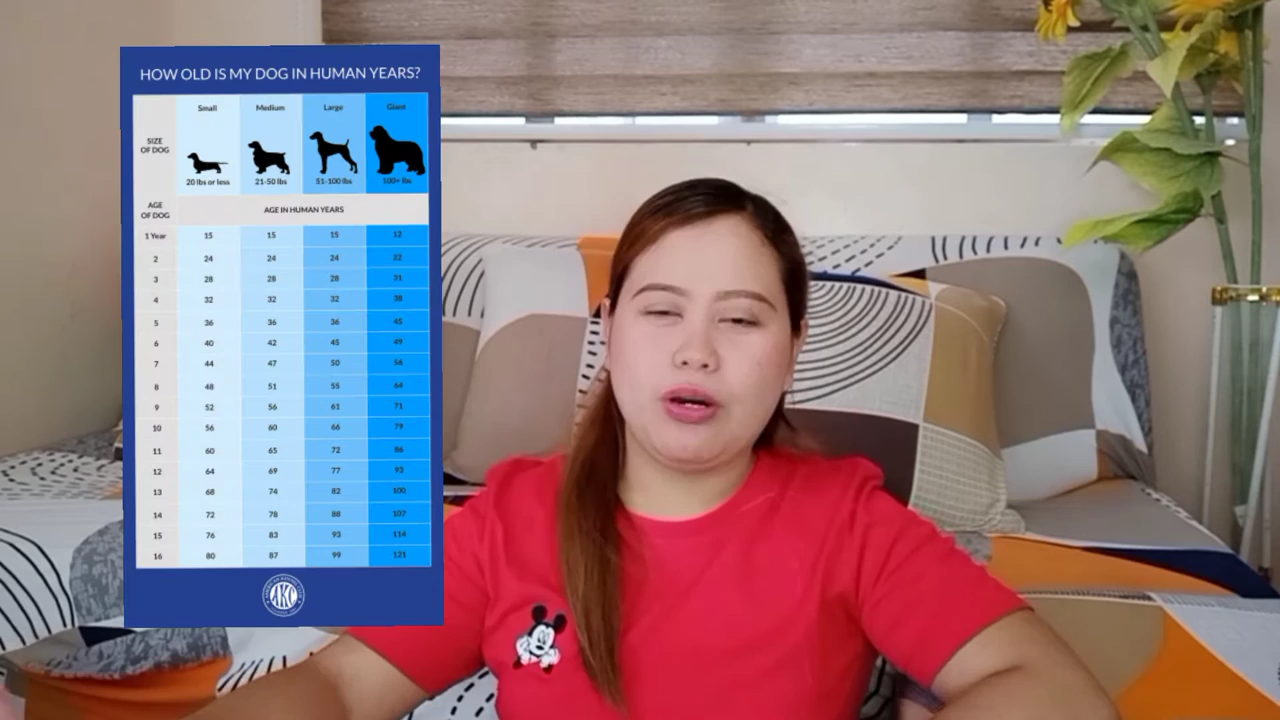 HOW OLD IS MY DOG IN HUMAN YEARS?
Small Medium Large Giant
SIZE
OF DOG
20 lbs or less 21-50 lbs 51-100 lbs 100+ lbs
AGE
OF DOG
AGE IN HUMAN YEARS
1 Year 15 15 15 12
2 24 24 24 22
3 28 28 28 31
4 32 32 32 38
5 36 36 36 45
6 40 42 45 49
7 44 47 50 56
8 48 51 55 64
9 52 56 61 71
10 56 60 66 79
11 60 65 72 86
12 64 69 77 93
13 68 74 82 100
14 72 78 88 107
15 76 83 93 114
16 80 87 99 121
AKC